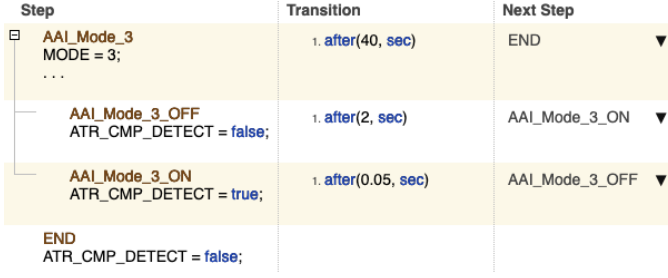 Step Transition Next Step
AAI_Mode_3 1. after(40, sec) END
MODE = 3;
. . .
AAI_Mode_3_OFF 1. after(2, sec) AAI_Mode_3_ON
ATR_CMP_DETECT = false;
AAI_Mode_3_ON 1. after(0.05, sec) AAI_Mode_3_OFF
ATR_CMP_DETECT = true;
END
ATR_CMP_DETECT = false;